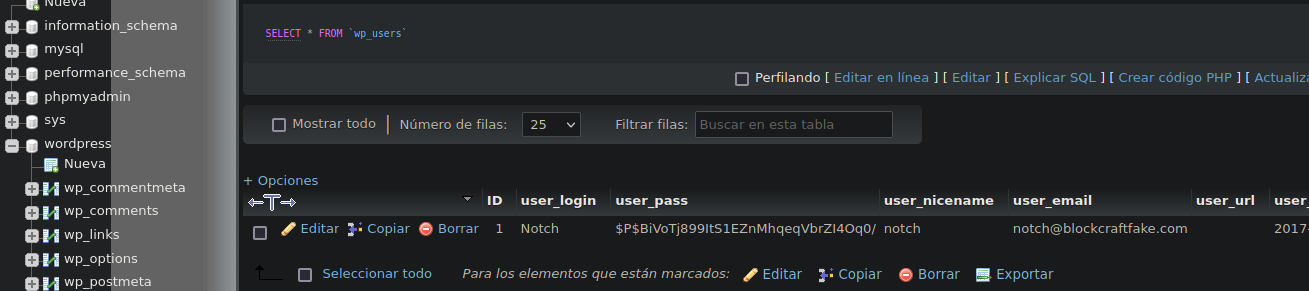 Nueva
information_schema
mysql
performance_schema
phpmyadmin
sys
wordpress
Nueva
wp_commentmeta
wp_comments
wp_links
wp_options
wp_postmeta
SELECT * FROM `wp_users`
Perfilando [ Editar en línea ] [ Editar ] [ Explicar SQL ] [ Crear código PHP ] [ Actualiza
Mostrar todo | Número de filas: 25 Filtrar filas: Buscar en esta tabla
+ Opciones
ID user_login user_pass user_nicename user_email user_url user_
Editar Copiar Borrar 1 Notch $P$BiVoTj899ItS1EZnMhqeqVbrZI4Oq0/ notch notch@blockcraftfake.com 2017-
Seleccionar todo Para los elementos que están marcados: Editar Copiar Borrar Exportar